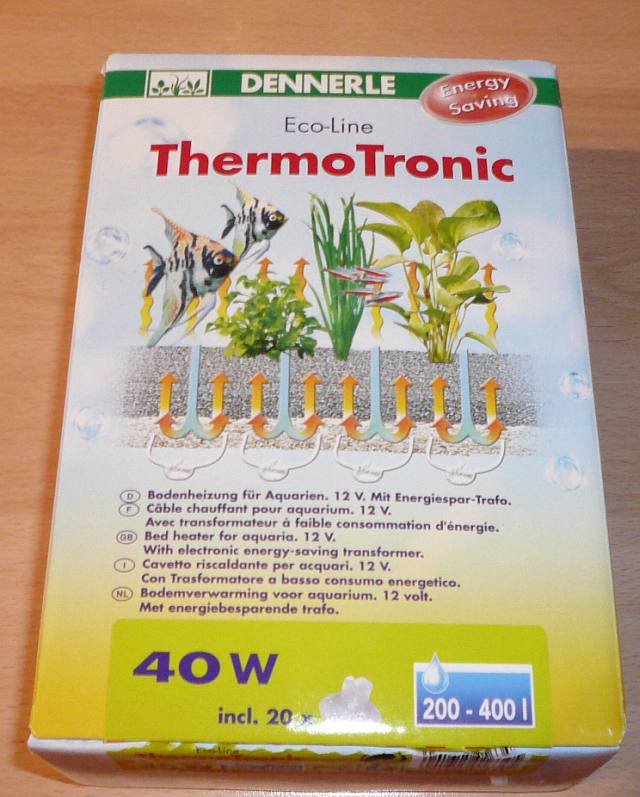 DENNERLE
Energy
Saving
Eco-Line
ThermoTronic
D Bodenheizung für Aquarien. 12 V. Mit Energiespar-Trafo.
F Câble chauffant pour aquarium. 12 V.
Avec transformateur à faible consommation d'énergie.
GB Bed heater for aquaria. 12 V.
With electronic energy-saving transformer.
I Cavetto riscaldante per acquari. 12 V.
Con Trasformatore a basso consumo energetico.
NL Bodemverwarming voor aquarium. 12 volt.
Met energiebesparende trafo.
40 W
incl. 20 x
200 - 400 l
Eco-Line
ThermoTronic